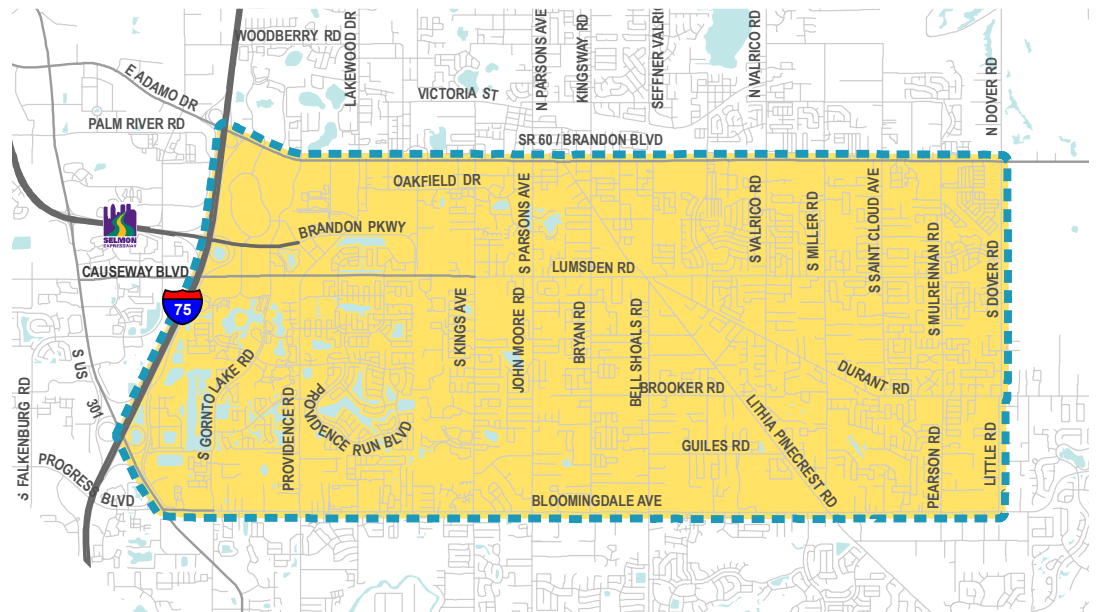 WOODBERRY RD
LAKEWOOD DR
N PARSONS AVE
KINGSWAY RD
SEFFNER VALRIC
N VALRICO RD
N DOVER RD
E ADAMO DR
VICTORIA ST
PALM RIVER RD
SR 60 / BRANDON BLVD
OAKFIELD DR
S PARSONS AVE
S VALRICO RD
S MILLER RD
S SAINT CLOUD AVE
S MULRENNAN RD
S DOVER RD
SELMON
EXPRESSWAY
BRANDON PKWY
CAUSEWAY BLVD
LUMSDEN RD
75
S KINGS AVE
JOHN MOORE RD
BRYAN RD
BELL SHOALS RD
S US 301
S FALKENBURG RD
S GORNTO LAKE RD
PROVIDENCE RD
PROVIDENCE RUN BLVD
BROOKER RD
DURANT RD
LITHIA PINECREST RD
GUILES RD
PEARSON RD
LITTLE RD
PROGRESS BLVD
BLOOMINGDALE AVE